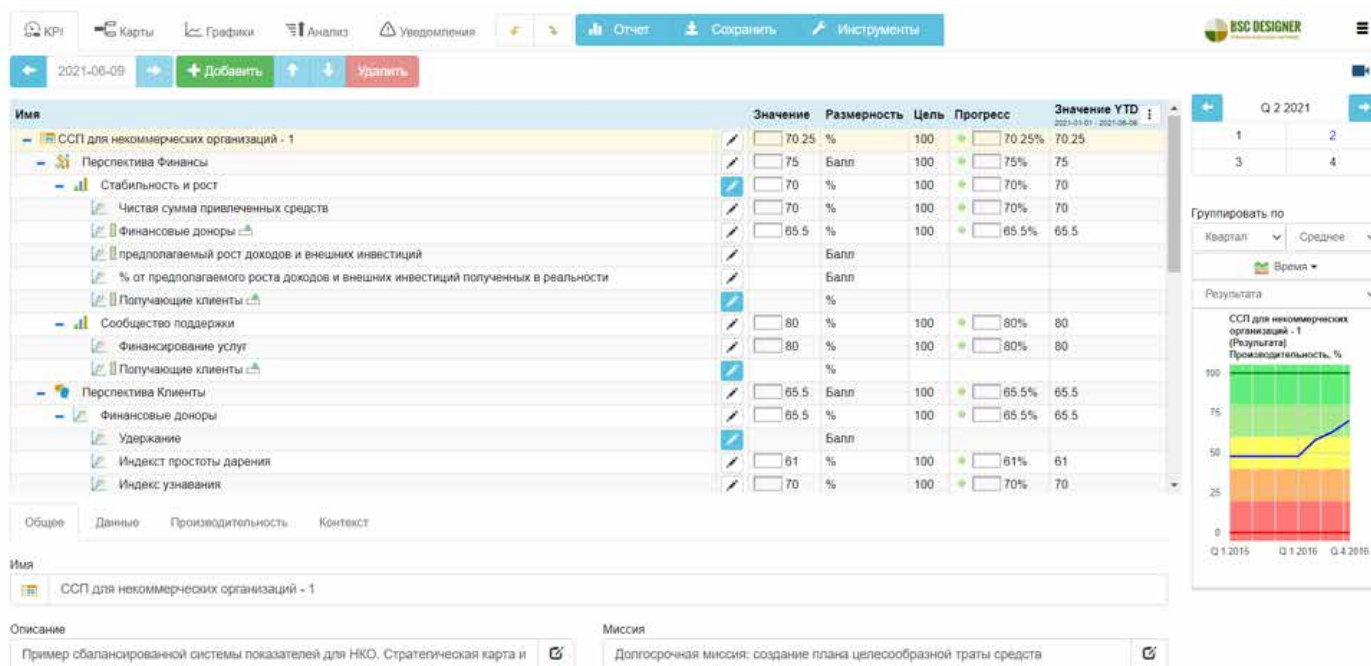 KPI Карты Графики Анализ Уведомления Отчет Сохранить Инструменты BSC DESIGNER
2021-06-09 + Добавить Удалить
Имя Значение Размерность Цель Прогресс Значение YTD
2021-01-01 - 2021-06-06
ССП для некоммерческих организаций - 1 70.25 % 100 70.25% 70.25
Перспектива Финансы 75 Балл 100 75% 75
Стабильность и рост 70 % 100 70% 70
Чистая сумма привлеченных средств 70 % 100 70% 70
Финансовые доноры 65.5 % 100 65.5% 65.5
предполагаемый рост доходов и внешних инвестиций Балл
% от предполагаемого роста доходов и внешних инвестиций полученных в реальности Балл
Получающие клиенты %
Сообщество поддержки 80 % 100 80% 80
Финансирование услуг 80 % 100 80% 80
Получающие клиенты %
Перспектива Клиенты 65.5 Балл 100 65.5% 65.5
Финансовые доноры 65.5 % 100 65.5% 65.5
Удержание Балл
Индекст простоты дарения 61 % 100 61% 61
Индекс узнавания 70 % 100 70% 70
Общее Данные Производительность Контекст
Имя
ССП для некоммерческих организаций - 1
Описание Миссия
Пример сбалансированной системы показателей для НКО. Стратегическая карта и Долгосрочная миссия: создание плана целесообразной траты средств
Q 2 2021
1 2
3 4
Группировать по
Квартал Среднее
Время
Результата
ССП для некоммерческих
организаций - 1
(Результата)
Производительность, %
100
75
50
25
0
Q 1 2015 Q 1 2016 Q 4 2016